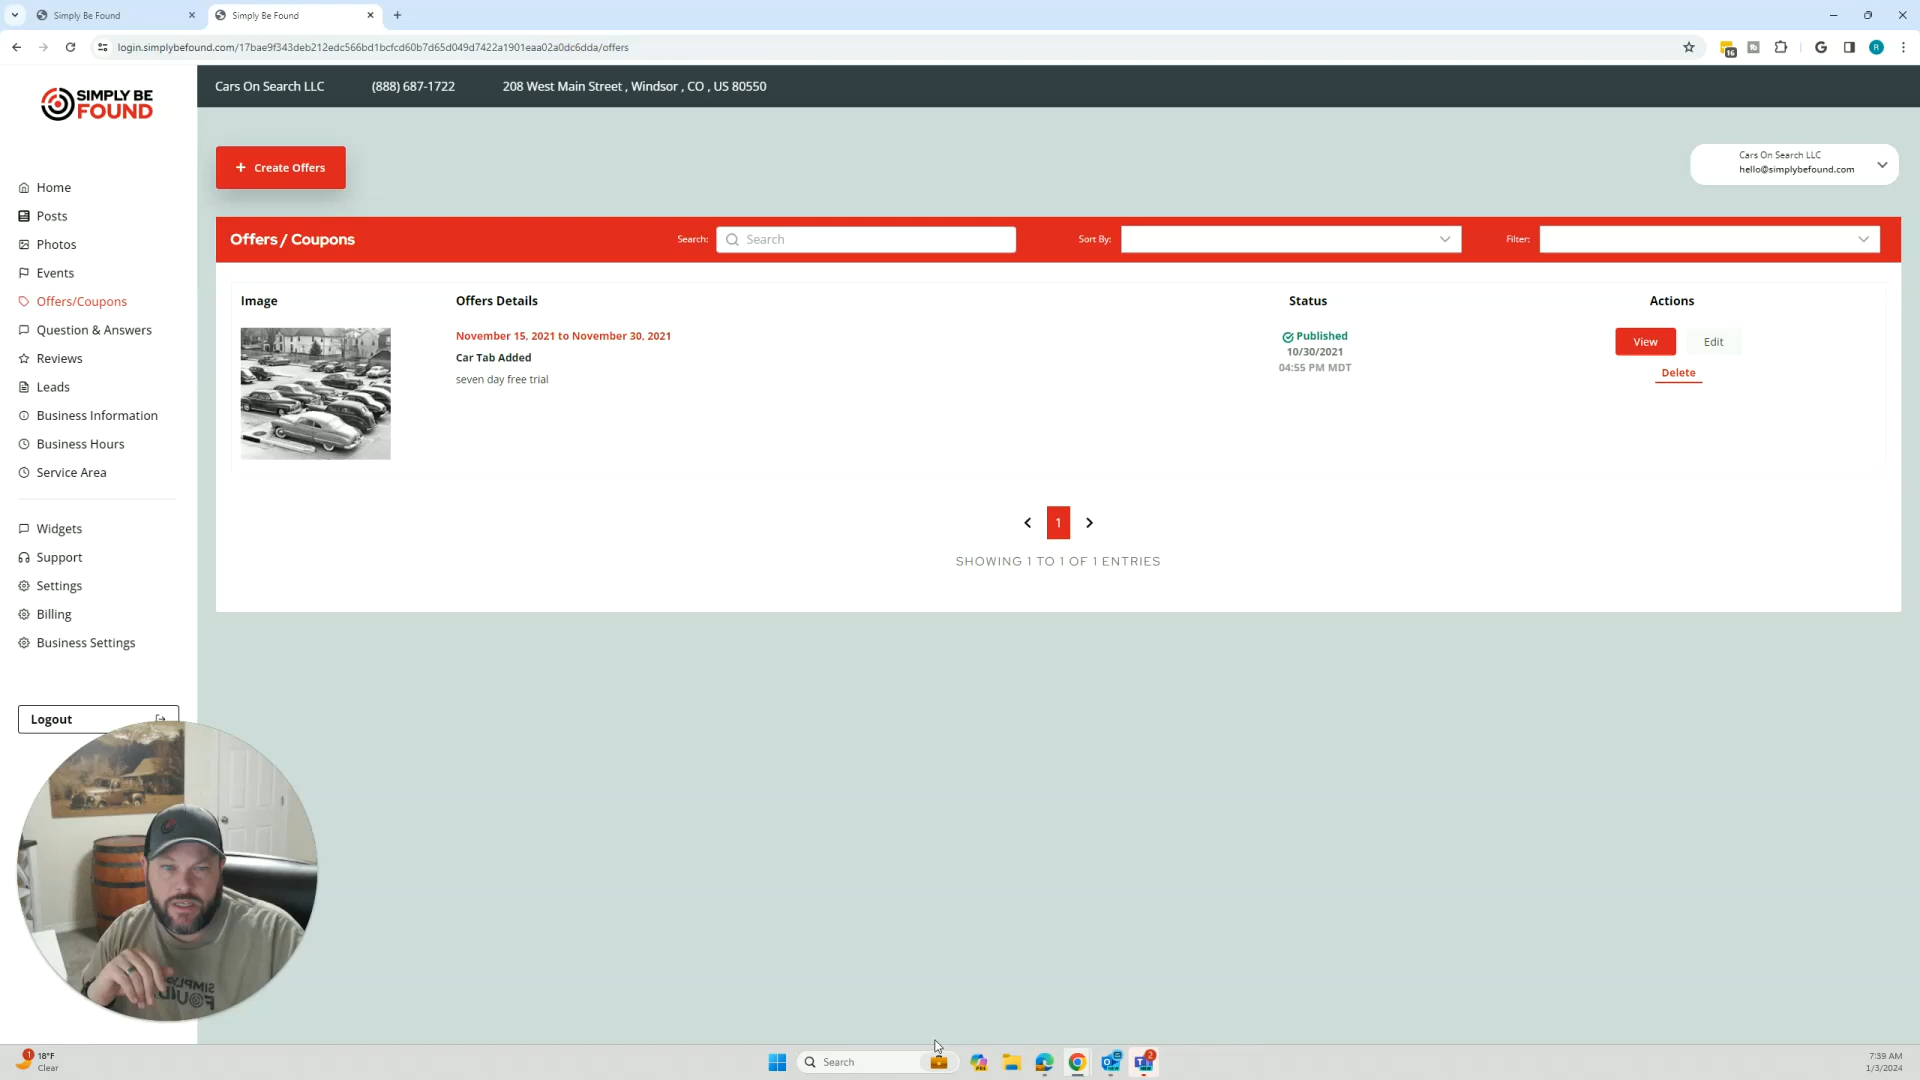 Simply Be Found
Simply Be Found
login.simplybefound.com/17bae9f343deb212edc566bd1bcfcd60b7d65d049d7422a1901eaa02a0dc6dda/offers
16
R
SIMPLY BE
FOUND
Cars On Search LLC
(888) 687-1722
208 West Main Street , Windsor , CO , US 80550
+ Create Offers
Cars On Search LLC
hello@simplybefound.com
Home
Posts
Photos
Events
Offers/Coupons
Question & Answers
Reviews
Leads
Business Information
Business Hours
Service Area
Widgets
Support
Settings
Billing
Business Settings
Logout
Offers / Coupons
Search:
Search
Sort By:
Filter:
Image
Offers Details
Status
Actions
November 15, 2021 to November 30, 2021
Car Tab Added
seven day free trial
Published
10/30/2021
04:55 PM MDT
View
Edit
Delete
1
SHOWING 1 TO 1 OF 1 ENTRIES
1
18°F
Clear
Search
PRE
NEW
2
NEW
7:39 AM
1/3/2024